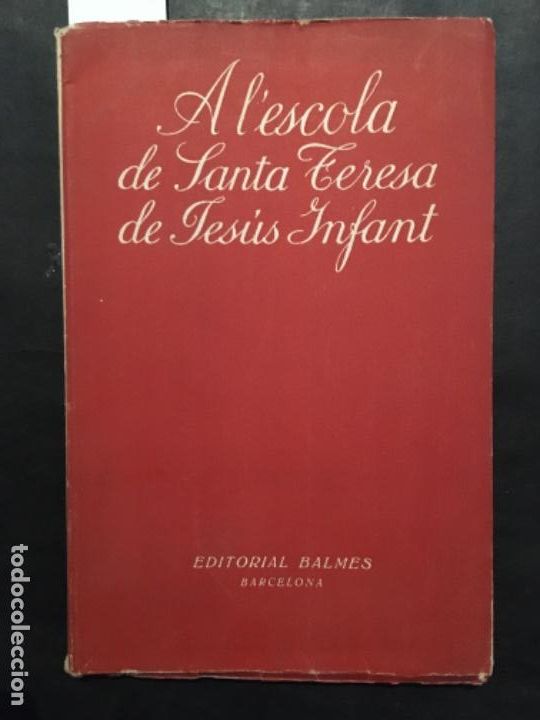 A l'escola
de Santa Teresa
de Jesús Infant
EDITORIAL BALMES
BARCELONA
todocoleccion